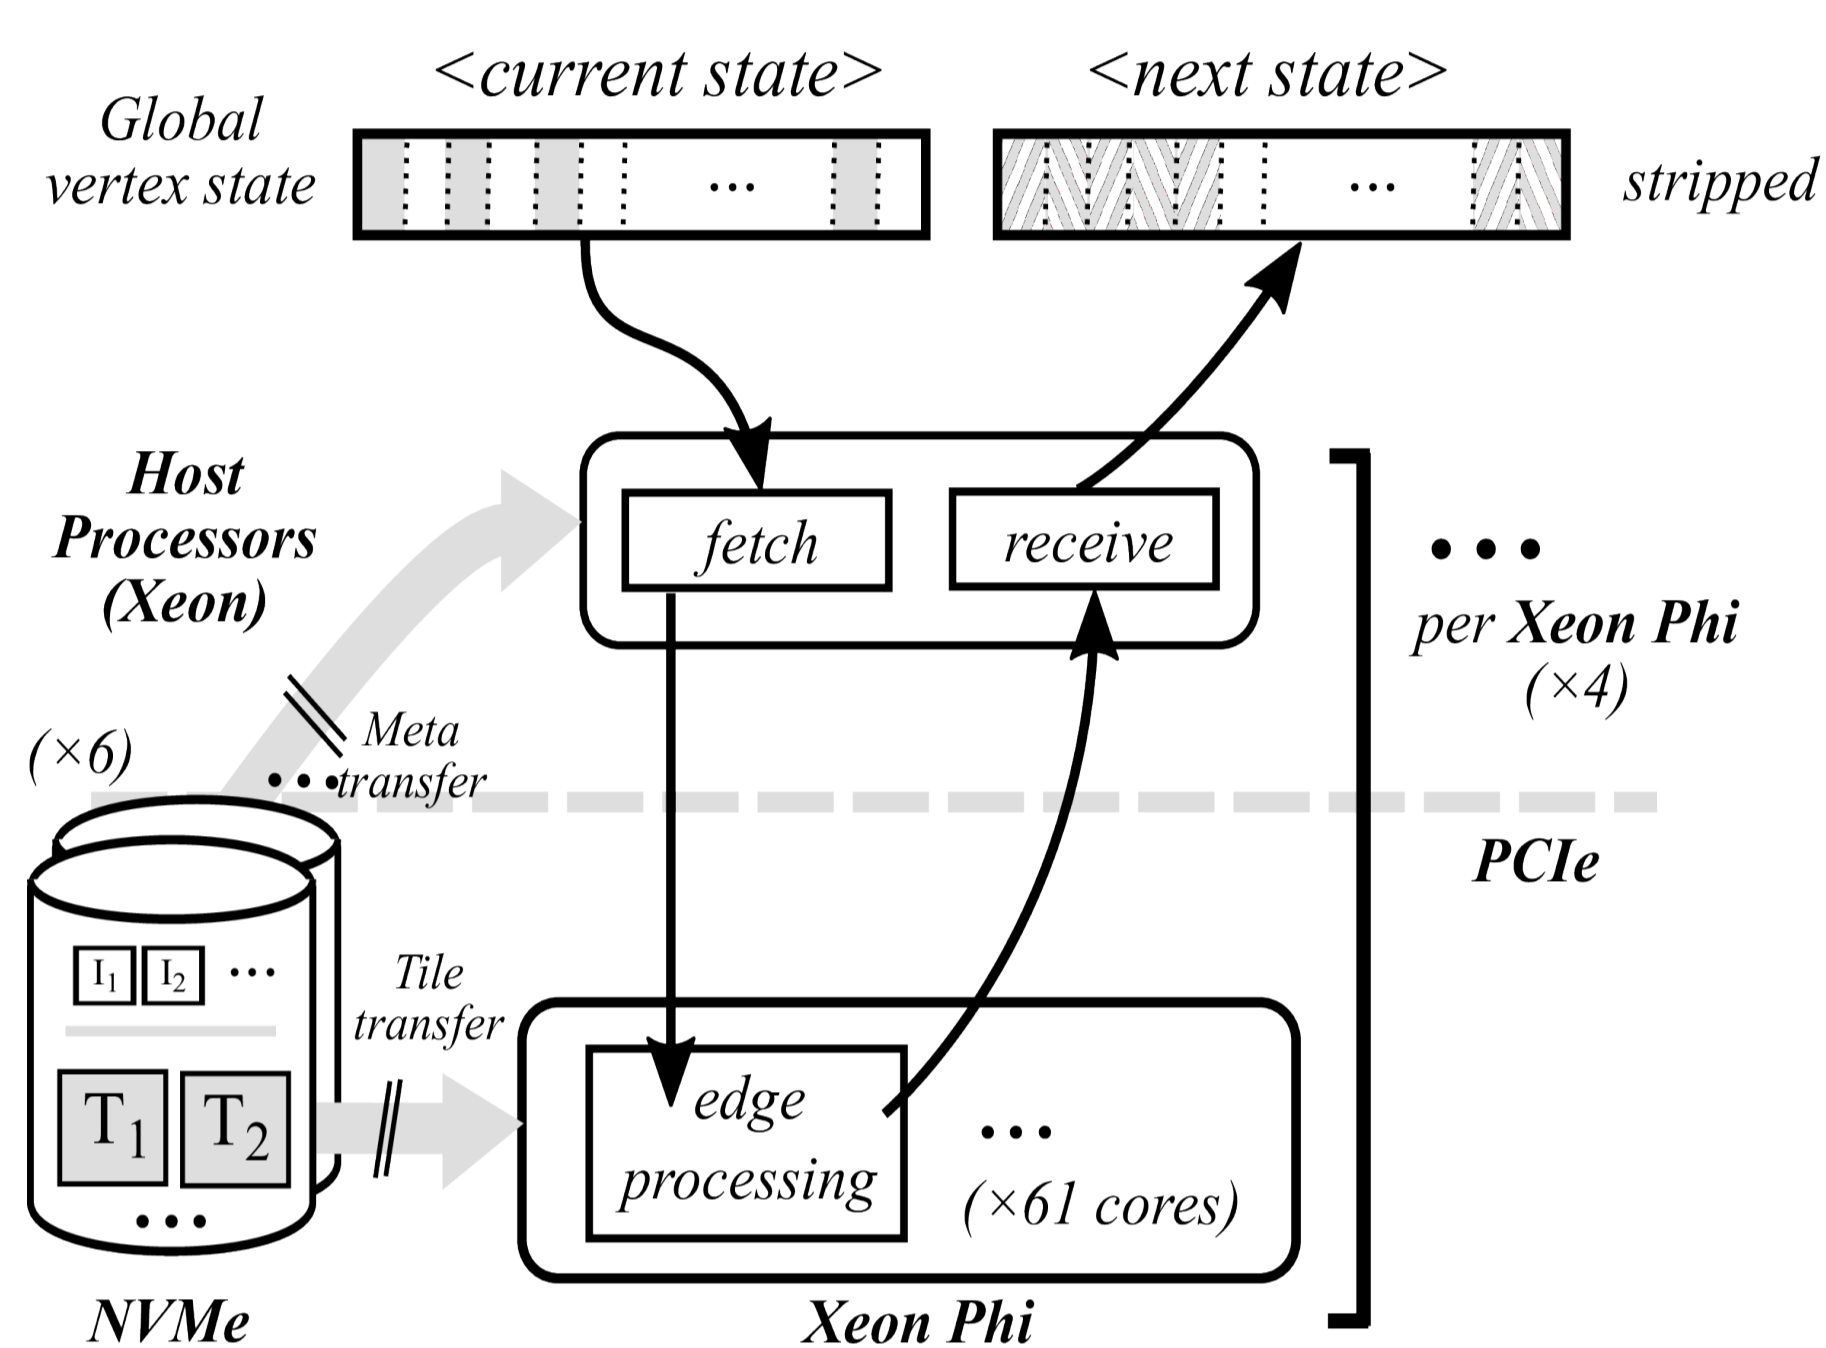 <current state>
<next state>
Global
vertex state
...
...
stripped
Host
Processors
(Xeon)
fetch
receive
...
per Xeon Phi
(×4)
Meta
...transfer
(×6)
PCIe
I1
I2
...
Tile
transfer
T1
T2
...
edge
processing
...
(×61 cores)
NVMe
Xeon Phi